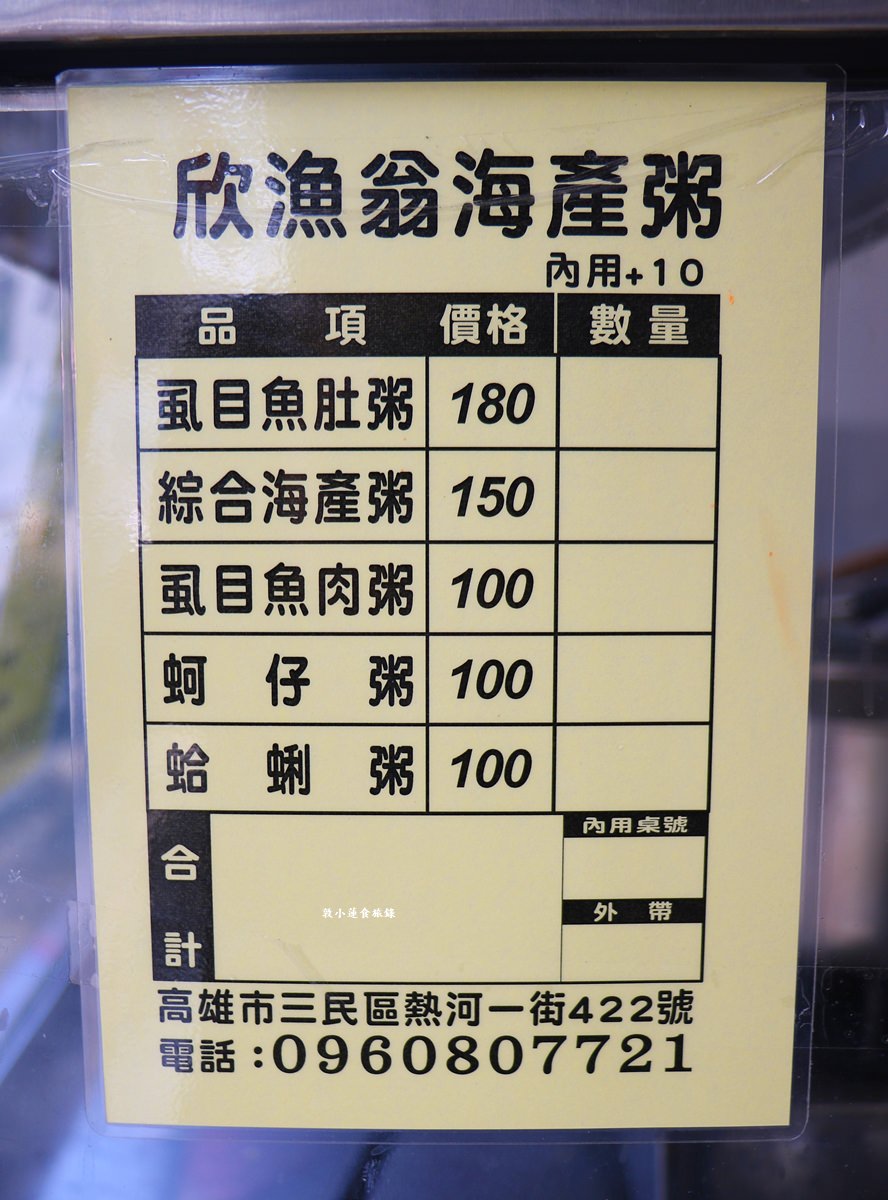 欣漁翁海產粥
內用+10
品項 價格 數量
虱目魚肚粥 180
綜合海產粥 150
虱目魚肉粥 100
蚵仔粥 100
蛤蜊粥 100
合計
內用桌號
外帶
敦小蓮食旅錄
高雄市三民區熱河一街422號
電話:0960807721